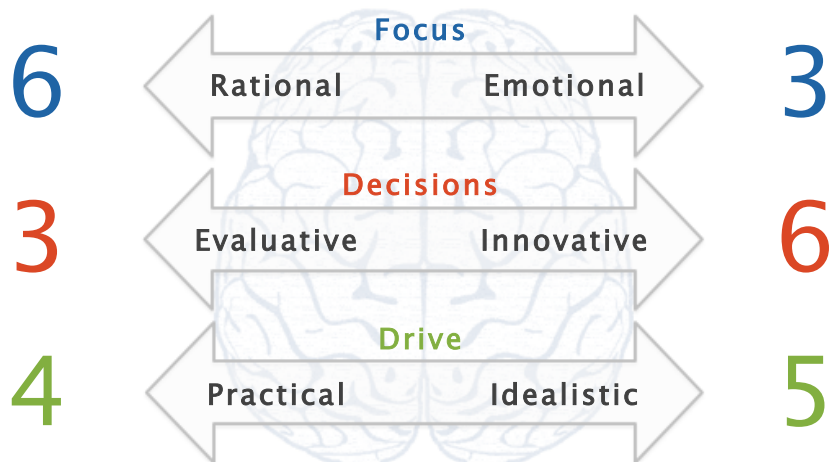 Focus
6 Rational Emotional 3
Decisions
3 Evaluative Innovative 6
Drive
4 Practical Idealistic 5